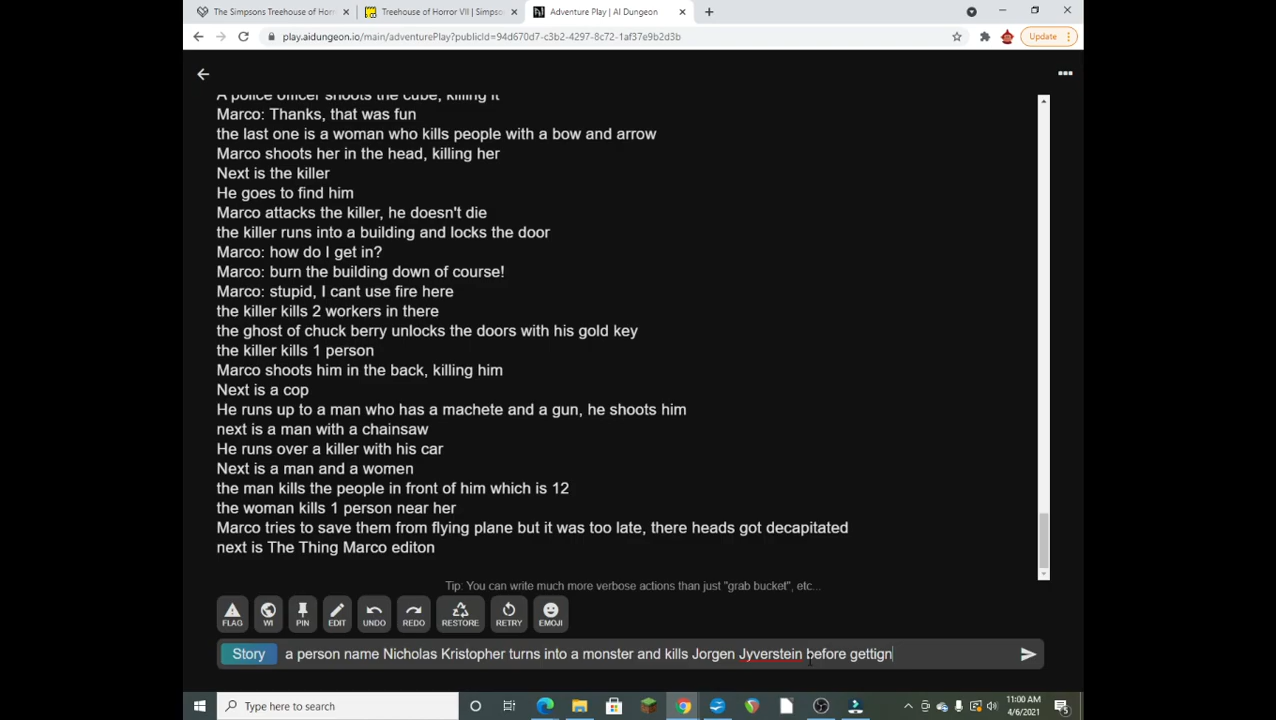 The Simpsons Treehouse of Hor
Treehouse of Horror VII | Simpso
Adventure Play | AI Dungeon
play.aidungeon.io/main/adventurePlay?publicId=94d670d7-c3b2-4297-8c72-1af37e9b2d3b
Update
A police officer shoots the cube, killing it
Marco: Thanks, that was fun
the last one is a woman who kills people with a bow and arrow
Marco shoots her in the head, killing her
Next is the killer
He goes to find him
Marco attacks the killer, he doesn't die
the killer runs into a building and locks the door
Marco: how do I get in?
Marco: burn the building down of course!
Marco: stupid, I cant use fire here
the killer kills 2 workers in there
the ghost of chuck berry unlocks the doors with his gold key
the killer kills 1 person
Marco shoots him in the back, killing him
Next is a cop
He runs up to a man who has a machete and a gun, he shoots him
next is a man with a chainsaw
He runs over a killer with his car
Next is a man and a women
the man kills the people in front of him which is 12
the woman kills 1 person near her
Marco tries to save them from flying plane but it was too late, there heads got decapitated
next is The Thing Marco editon
Tip: You can write much more verbose actions than just "grab bucket", etc...
FLAG WI PIN EDIT UNDO REDO RESTORE RETRY EMOJI
Story a person name Nicholas Kristopher turns into a monster and kills Jorgen Jyverstein before gettign
Type here to search
11:00 AM
4/6/2021
5